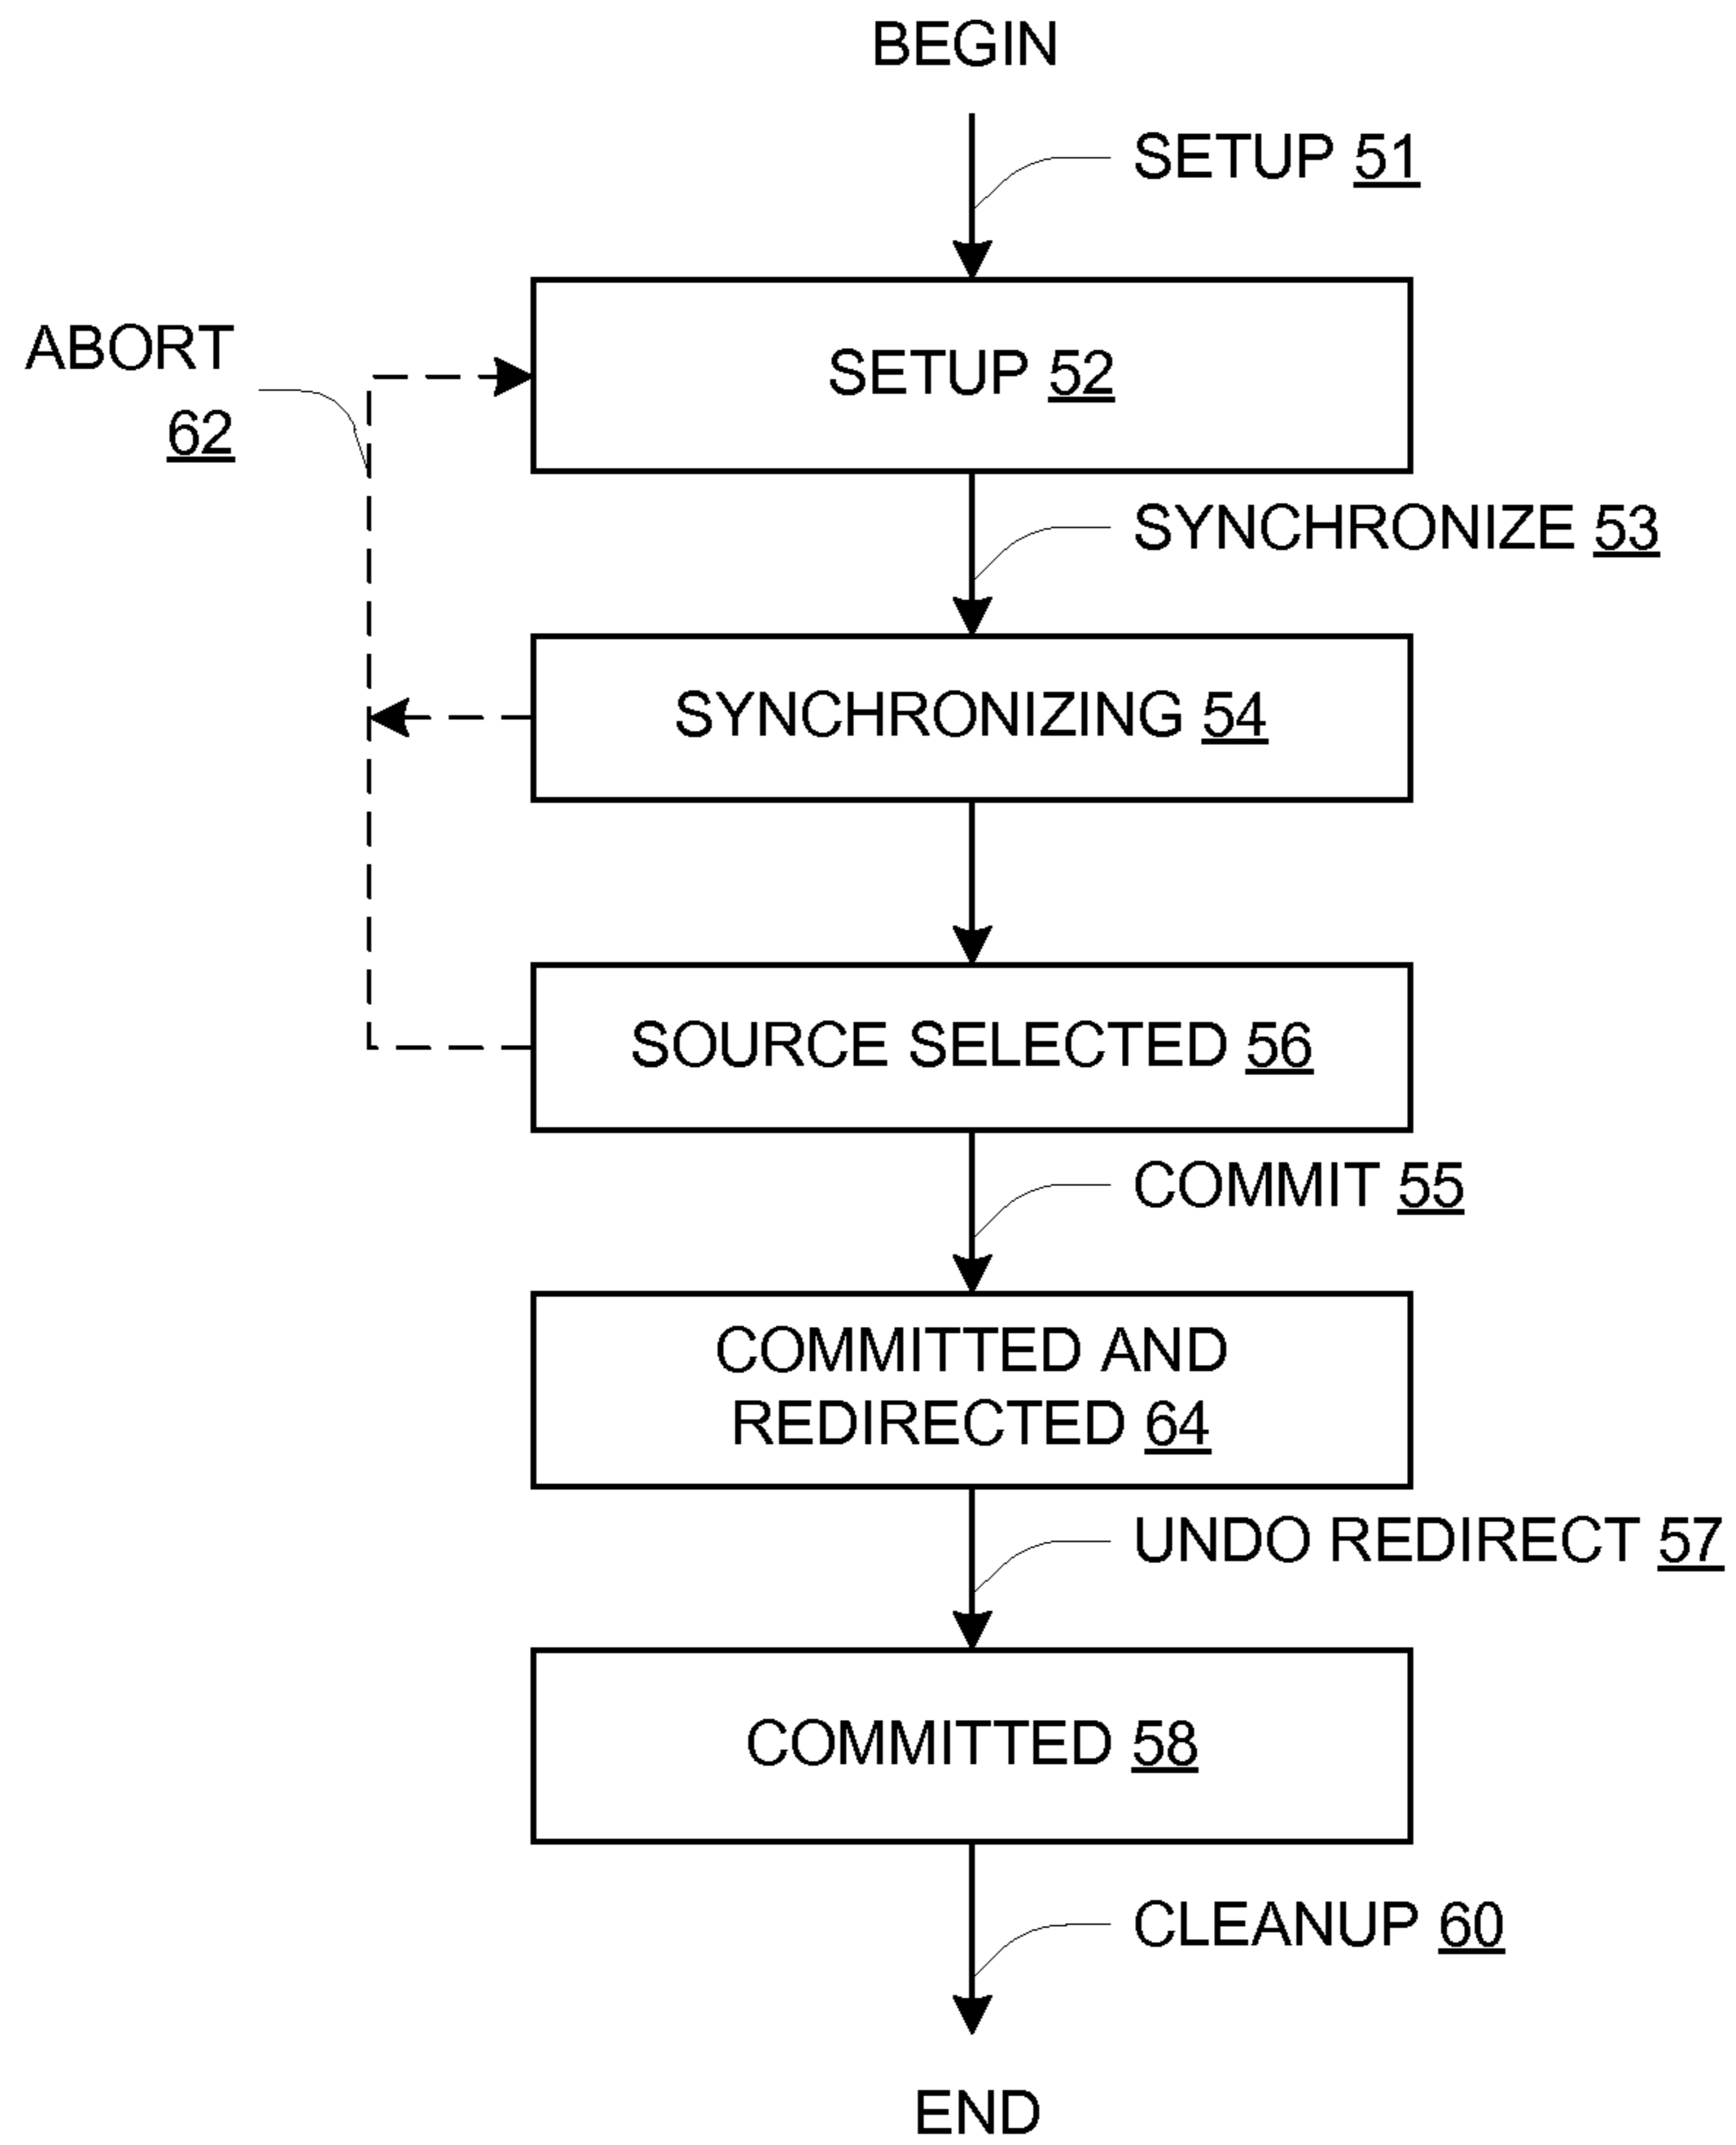 BEGIN
SETUP 51
ABORT
62
SETUP 52
SYNCHRONIZE 53
SYNCHRONIZING 54
SOURCE SELECTED 56
COMMIT 55
COMMITTED AND
REDIRECTED 64
UNDO REDIRECT 57
COMMITTED 58
CLEANUP 60
END